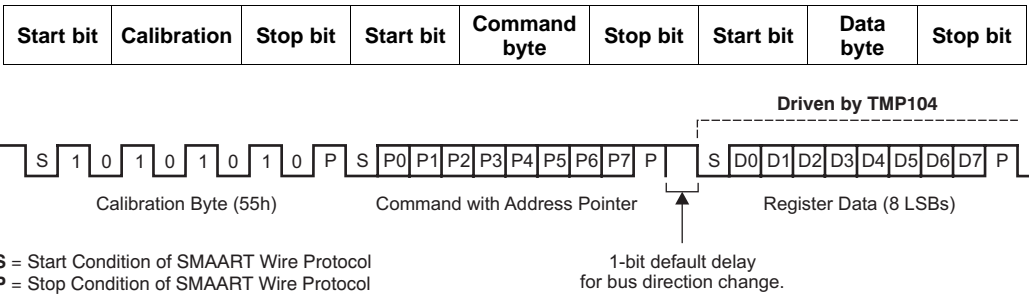 Start bit Calibration Stop bit Start bit Command byte Stop bit Start bit Data byte Stop bit
Driven by TMP104
S 1 0 1 0 1 0 1 0 P S P0 P1 P2 P3 P4 P5 P6 P7 P S D0 D1 D2 D3 D4 D5 D6 D7 P
Calibration Byte (55h) Command with Address Pointer Register Data (8 LSBs)
1-bit default delay
for bus direction change.
S = Start Condition of SMAART Wire Protocol
P = Stop Condition of SMAART Wire Protocol